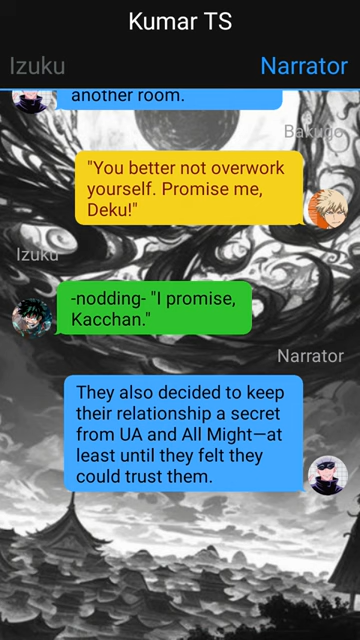 Kumar TS
Izuku
Narrator
another room.
Bakugo
"You better not overwork
yourself. Promise me,
Deku!"
Izuku
-nodding- "I promise,
Kacchan."
Narrator
They also decided to keep
their relationship a secret
from UA and All Might—at
least until they felt they
could trust them.